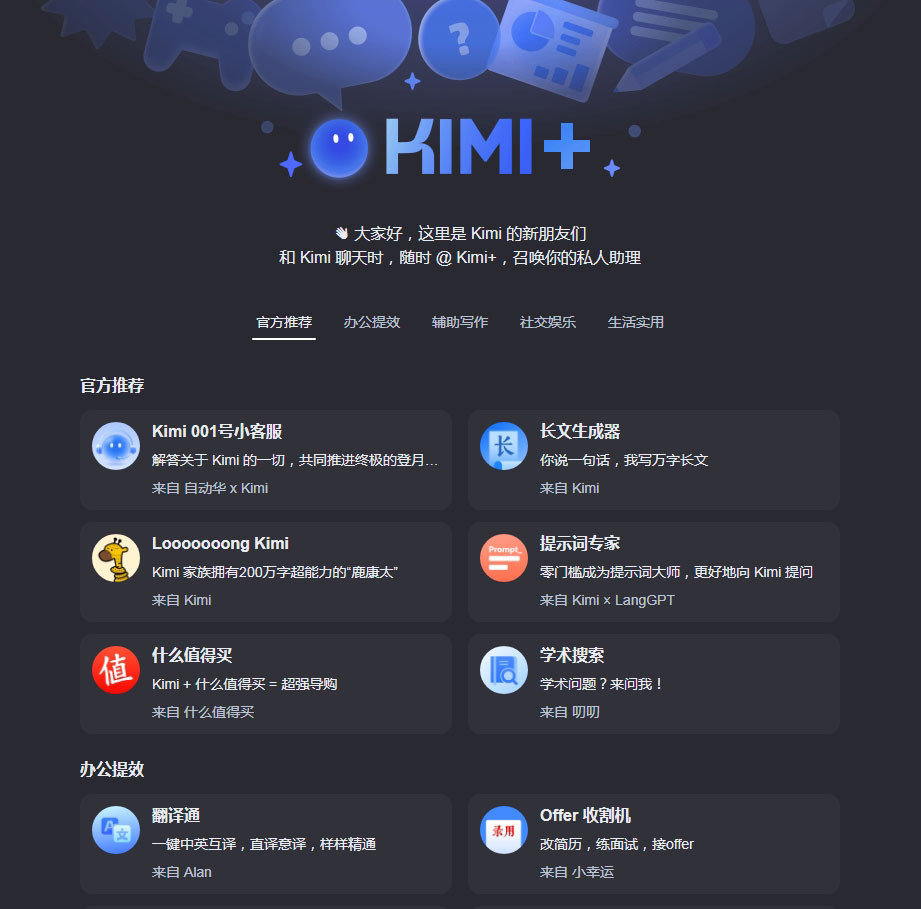 ?
KIMI+
👋 大家好，这里是 Kimi 的新朋友们
和 Kimi 聊天时，随时 @ Kimi+，召唤你的私人助理
官方推荐 办公提效 辅助写作 社交娱乐 生活实用
官方推荐
Kimi 001号小客服
解答关于 Kimi 的一切，共同推进终极的登月...
来自 自动华 x Kimi
长
长文生成器
你说一句话，我写万字长文
来自 Kimi
Looooooong Kimi
Kimi 家族拥有200万字超能力的“鹿康太”
来自 Kimi
Prompt_
提示词专家
零门槛成为提示词大师，更好地向 Kimi 提问
来自 Kimi × LangGPT
值
什么值得买
Kimi + 什么值得买 = 超强导购
来自 什么值得买
学术搜索
学术问题？来问我！
来自 叨叨
办公提效
A 文
翻译通
一键中英互译，直译意译，样样精通
来自 Alan
录用
Offer 收割机
改简历，练面试，接offer
来自 小幸运